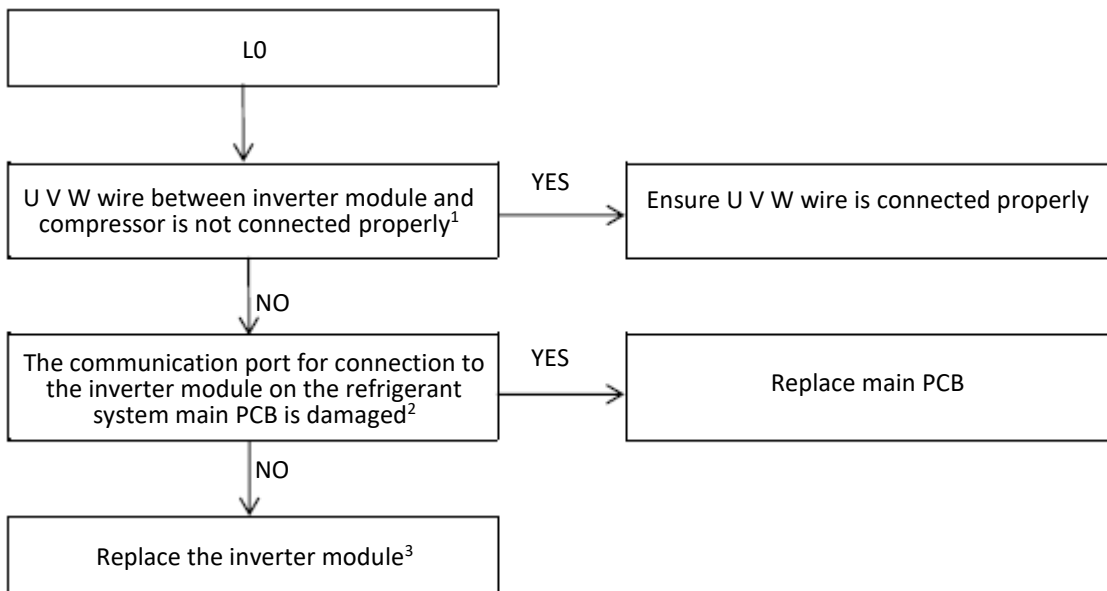 L0
U V W wire between inverter module and
compressor is not connected properly¹
YES
Ensure U V W wire is connected properly
NO
The communication port for connection to
the inverter module on the refrigerant
system main PCB is damaged²
YES
Replace main PCB
NO
Replace the inverter module³